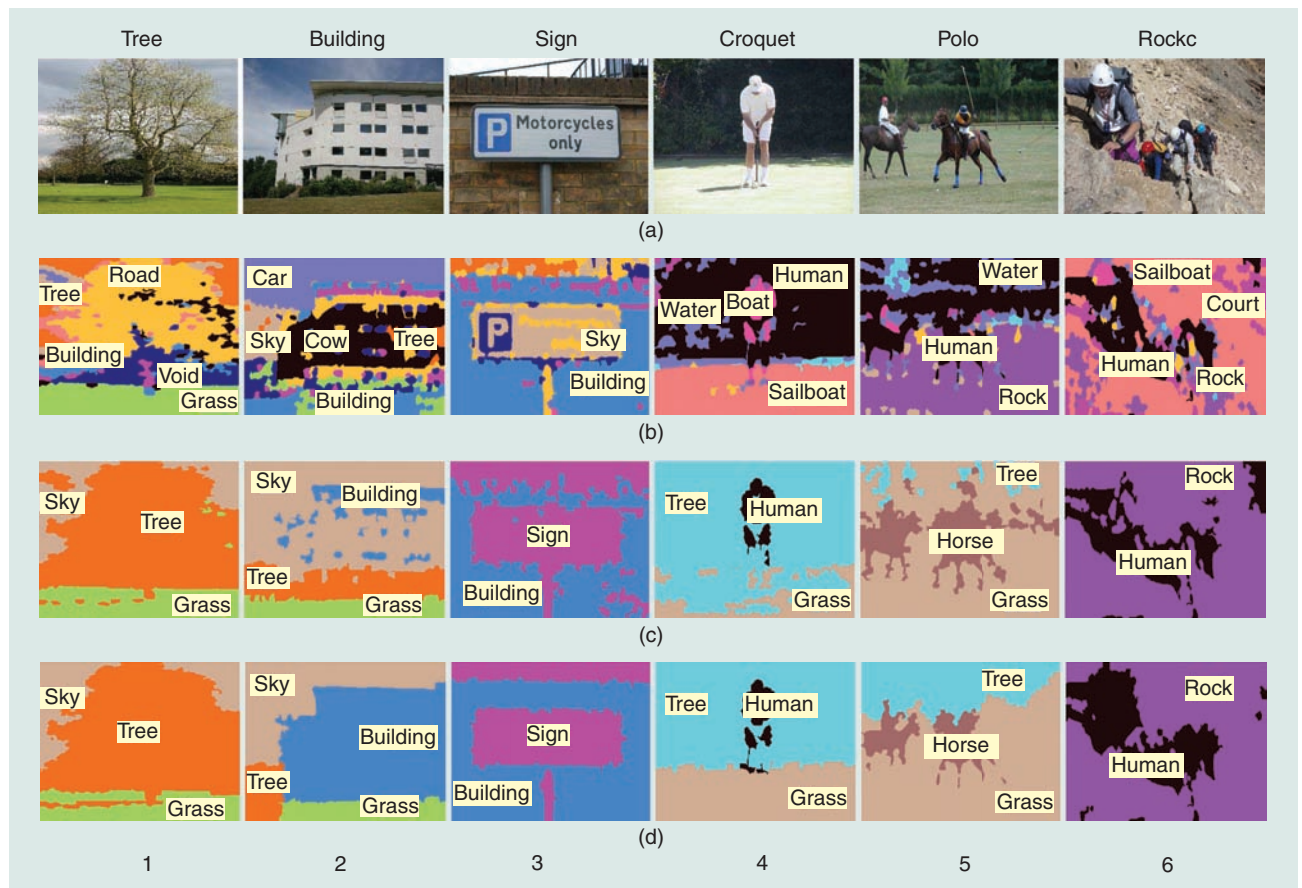 Tree Building Sign Croquet Polo Rockc
P Motorcycles
only
(a)
Road
Tree
Building
Void
Grass
Car
Sky Cow Tree
Building
P
Sky
Building
Human
Water Boat
Sailboat
Water
Human
Rock
Sailboat
Court
Human
Rock
(b)
Sky
Tree
Grass
Sky
Building
Tree
Grass
Sign
Building
Tree
Human
Grass
Tree
Horse
Grass
Rock
Human
(c)
Sky
Tree
Grass
Sky
Building
Tree
Grass
Sign
Building
Tree Human
Grass
Tree
Horse
Grass
Rock
Human
(d)
1 2 3 4 5 6